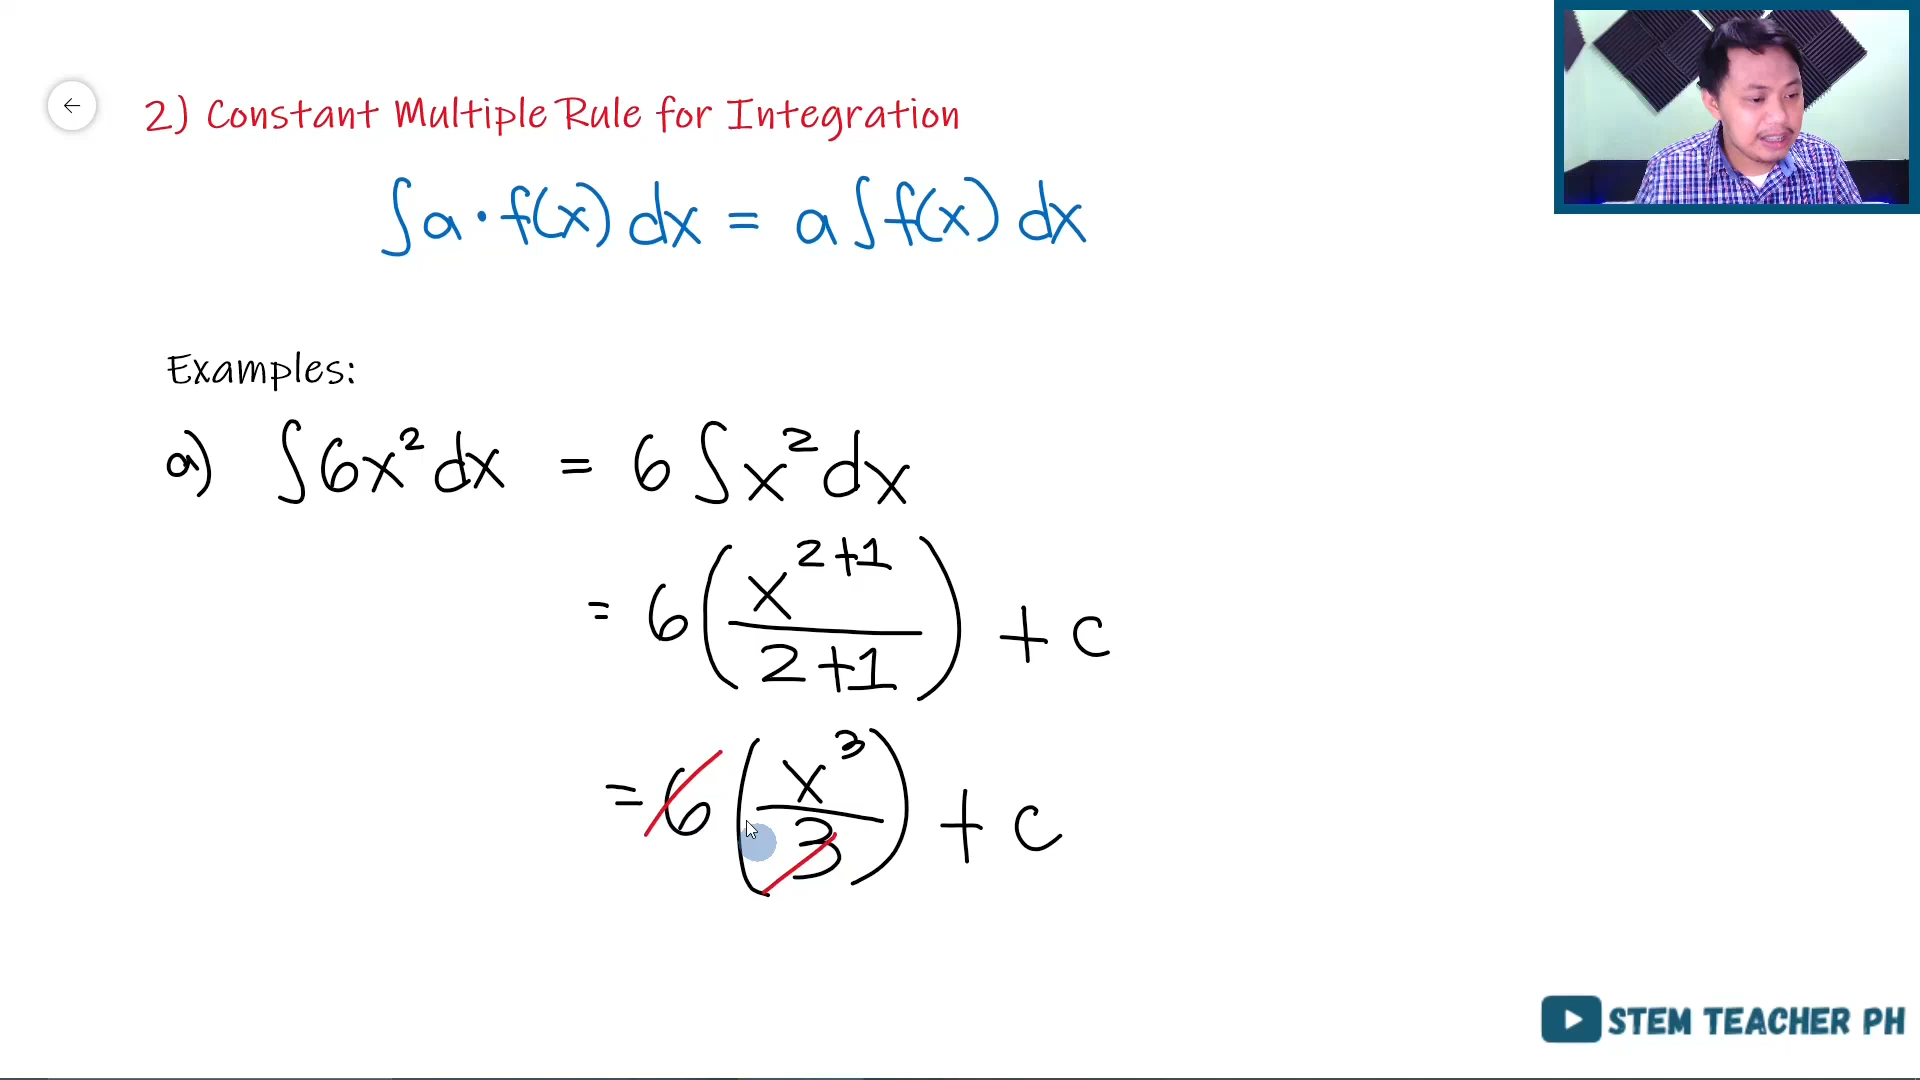 2) Constant Multiple Rule for Integration
∫a·f(x) dx = a∫f(x) dx
Examples:
a) ∫6x² dx = 6∫x² dx
= 6(x^{2+1}/2+1) + c
= 6(x³/3) + c
STEM TEACHER PH